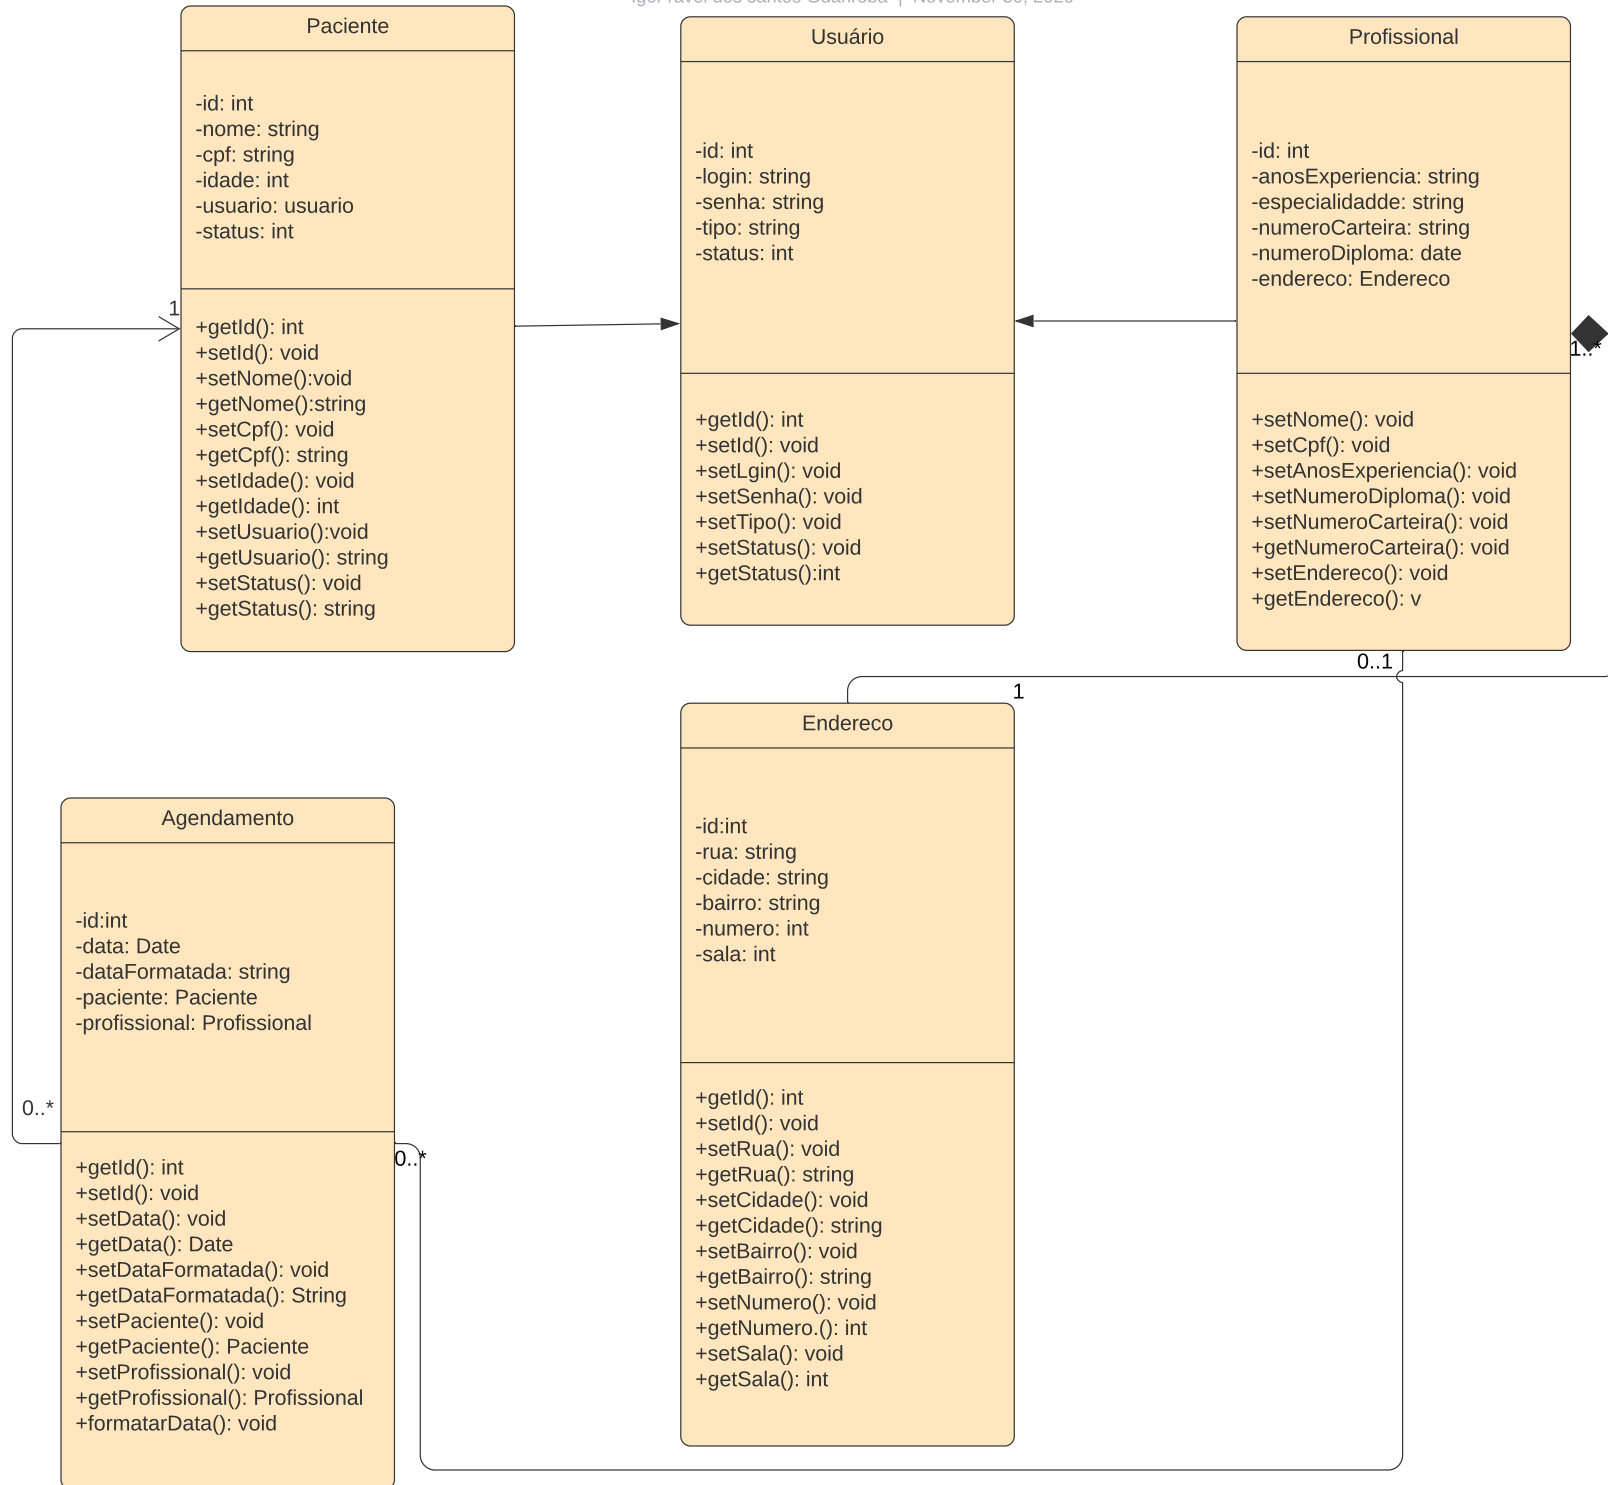 Paciente
-id: int
-nome: string
-cpf: string
-idade: int
-usuario: usuario
-status: int
1
+getId(): int
+setId(): void
+setNome():void
+getNome():string
+setCpf(): void
+getCpf(): string
+setIdade(): void
+getIdade(): int
+setUsuario():void
+getUsuario(): string
+setStatus(): void
+getStatus(): string
Usuário
-id: int
-login: string
-senha: string
-tipo: string
-status: int
+getId(): int
+setId(): void
+setLgin(): void
+setSenha(): void
+setTipo(): void
+setStatus(): void
+getStatus():int
Profissional
-id: int
-anosExperiencia: string
-especialidadde: string
-numeroCarteira: string
-numeroDiploma: date
-endereco: Endereco
1..*
+setNome(): void
+setCpf(): void
+setAnosExperiencia(): void
+setNumeroDiploma(): void
+setNumeroCarteira(): void
+getNumeroCarteira(): void
+setEndereco(): void
+getEndereco(): v
0..1
1
Endereco
-id:int
-rua: string
-cidade: string
-bairro: string
-numero: int
-sala: int
+getId(): int
+setId(): void
+setRua(): void
+getRua(): string
+setCidade(): void
+getCidade(): string
+setBairro(): void
+getBairro(): string
+setNumero(): void
+getNumero.(): int
+setSala(): void
+getSala(): int
Agendamento
-id:int
-data: Date
-dataFormatada: string
-paciente: Paciente
-profissional: Profissional
0..*
0..*
+getId(): int
+setId(): void
+setData(): void
+getData(): Date
+setDataFormatada(): void
+getDataFormatada(): String
+setPaciente(): void
+getPaciente(): Paciente
+setProfissional(): void
+getProfissional(): Profissional
+formatarData(): void